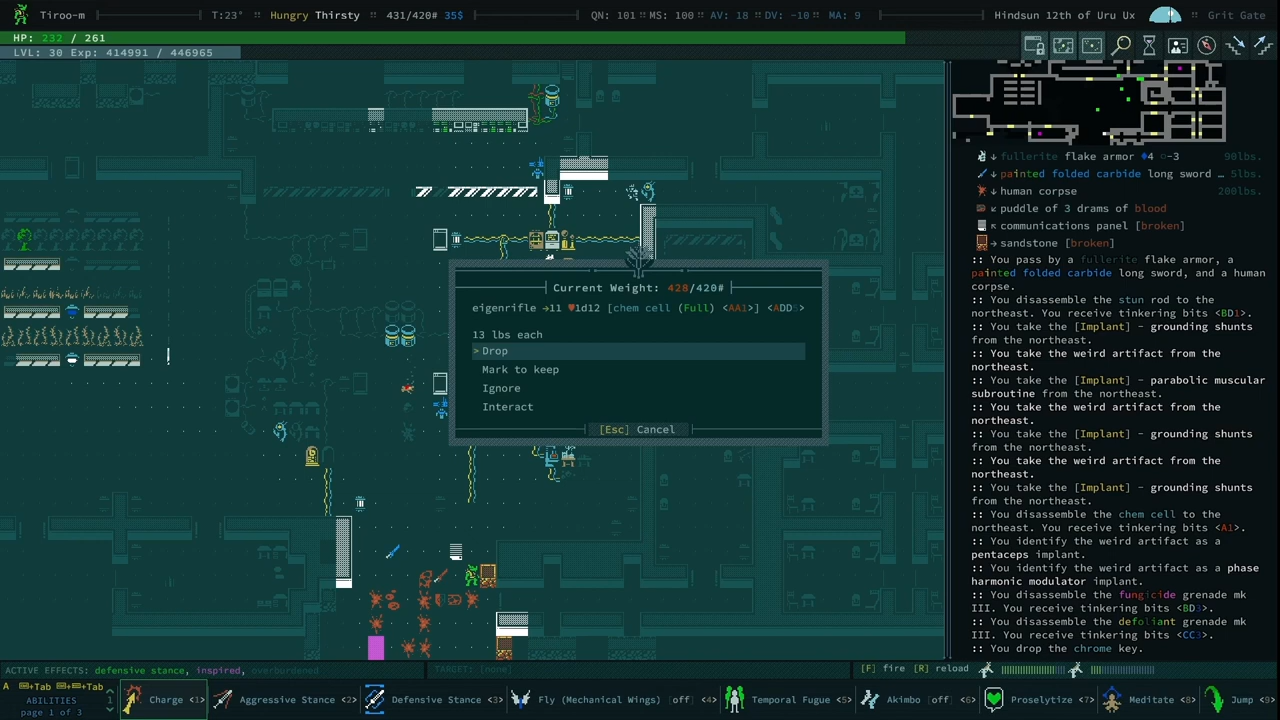 Tiroo-m T:23° :: Hungry Thirsty :: 431/420# 35$ QN: 101 :: MS: 100 :: AV: 18 :: DV: -10 :: MA: 9 Hindsun 12th of Uru Ux Grit Gate
HP: 232 / 261
LVL: 30 Exp: 414991 / 446965
fullerite flake armor ♦4 ○-3 90lbs.
painted folded carbide long sword … 5lbs.
human corpse 200lbs.
puddle of 3 drams of blood
communications panel [broken]
sandstone [broken]
:: You pass by a fullerite flake armor, a
painted folded carbide long sword, and a human
corpse.
:: You disassemble the stun rod to the
northeast. You receive tinkering bits <BD1>.
:: You take the [Implant] - grounding shunts
from the northeast.
:: You take the weird artifact from the
northeast.
:: You take the [Implant] - parabolic muscular
subroutine from the northeast.
:: You take the weird artifact from the
northeast.
:: You take the [Implant] - grounding shunts
from the northeast.
:: You take the weird artifact from the
northeast.
:: You take the [Implant] - grounding shunts
from the northeast.
:: You disassemble the chem cell to the
northeast. You receive tinkering bits <A1>.
:: You identify the weird artifact as a
pentaceps implant.
:: You identify the weird artifact as a phase
harmonic modulator implant.
:: You disassemble the fungicide grenade mk
III. You receive tinkering bits <BD3>.
:: You disassemble the defoliant grenade mk
III. You receive tinkering bits <CC3>.
:: You drop the chrome key.
Current Weight: 428/420#
eigenrifle →11 ♥1d12 [chem cell (Full) <AA1>] <ADD5>
13 lbs each
> Drop
Mark to keep
Ignore
Interact
[Esc] Cancel
ACTIVE EFFECTS: defensive stance, inspired, overburdened
TARGET: [none]
[F] fire [R] reload
ABILITIES
page 1 of 3
Charge <1>
Aggressive Stance <2>
Defensive Stance <3>
Fly (Mechanical Wings) [off] <4>
Temporal Fugue <5>
Akimbo [off] <6>
Proselytize <7>
Meditate <8>
Jump <9>